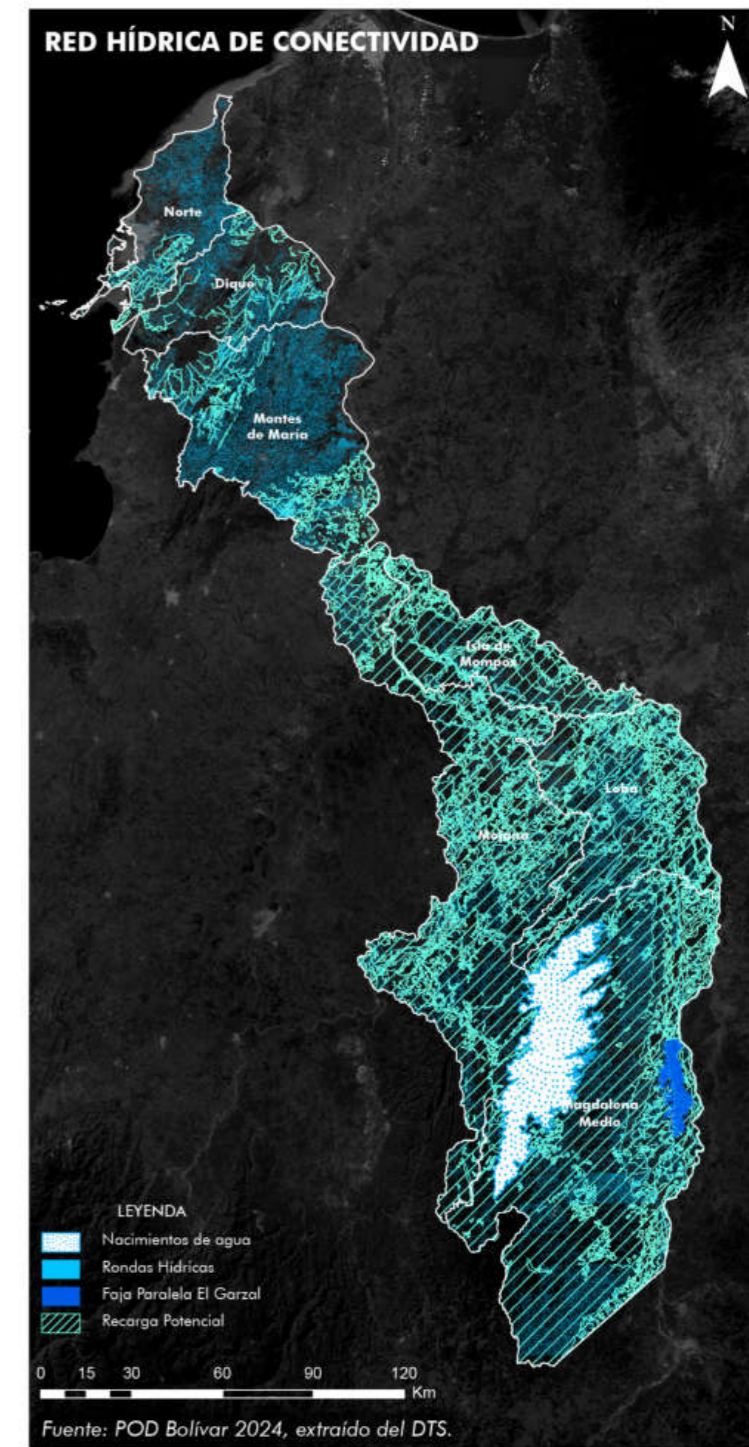 RED HÍDRICA DE CONECTIVIDAD
N
Norte
Dique
Montes
de María
Isla de
Mompox
Loba
Mojana
Magdalena
Medio
LEYENDA
Nacimientos de agua
Rondas Hídricas
Faja Paralela El Garzal
Recarga Potencial
0 15 30 60 90 120
Km
Fuente: POD Bolívar 2024, extraído del DTS.